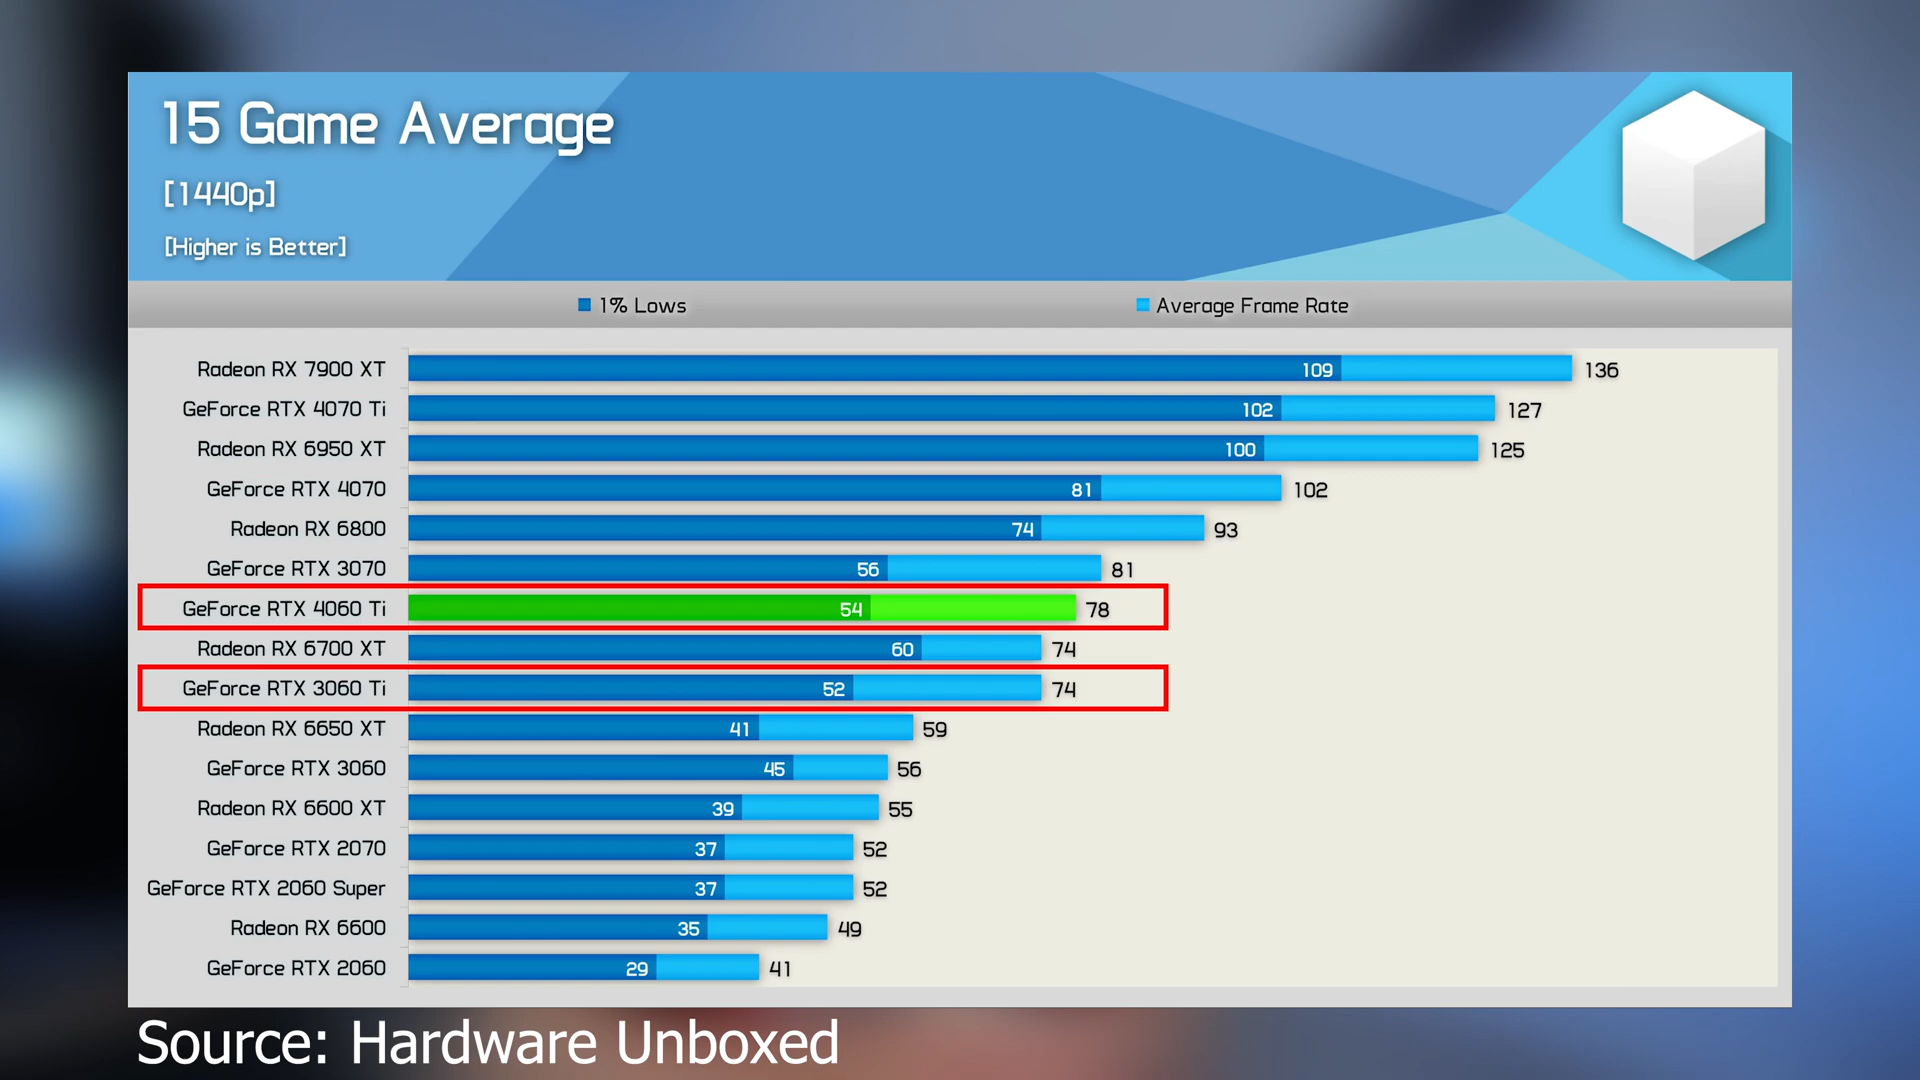 15 Game Average
[1440p]
[Higher is Better]
1% Lows Average Frame Rate
Radeon RX 7900 XT 109 136
GeForce RTX 4070 Ti 102 127
Radeon RX 6950 XT 100 125
GeForce RTX 4070 81 102
Radeon RX 6800 74 93
GeForce RTX 3070 56 81
GeForce RTX 4060 Ti 54 78
Radeon RX 6700 XT 60 74
GeForce RTX 3060 Ti 52 74
Radeon RX 6650 XT 41 59
GeForce RTX 3060 45 56
Radeon RX 6600 XT 39 55
GeForce RTX 2070 37 52
GeForce RTX 2060 Super 37 52
Radeon RX 6600 35 49
GeForce RTX 2060 29 41
Source: Hardware Unboxed